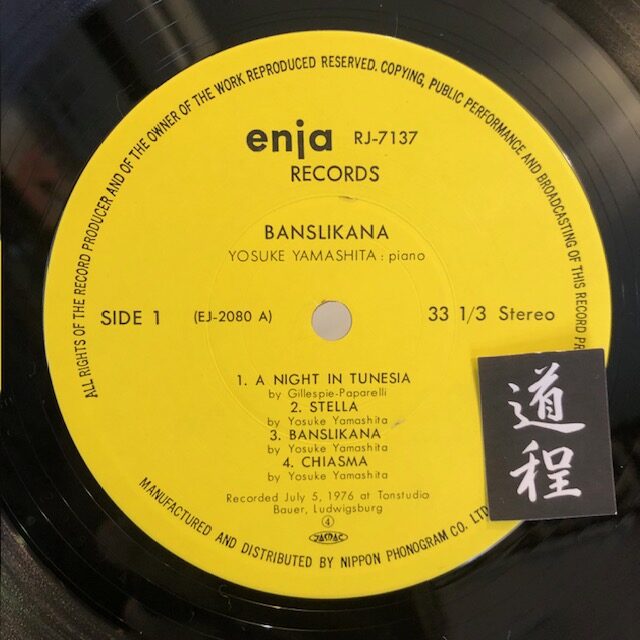 ALL RIGHTS OF THE RECORD PRODUCER AND OF THE OWNER OF THE WORK REPRODUCED RESERVED. COPYING, PUBLIC PERFORMANCE AND BROADCASTING OF THIS RECORD
enja RJ-7137
RECORDS
BANSLIKANA
YOSUKE YAMASHITA : piano
SIDE 1 (EJ-2080 A) 33 1/3 Stereo
1. A NIGHT IN TUNESIA
by Gillespie-Paparelli
2. STELLA
by Yosuke Yamashita
3. BANSLIKANA
by Yosuke Yamashita
4. CHIASMA
by Yosuke Yamashita
Recorded July 5, 1976 at Tonstudio
Bauer, Ludwigsburg
④
JASRAC
道程
MANUFACTURED AND DISTRIBUTED BY NIPPON PHONOGRAM CO. LTD